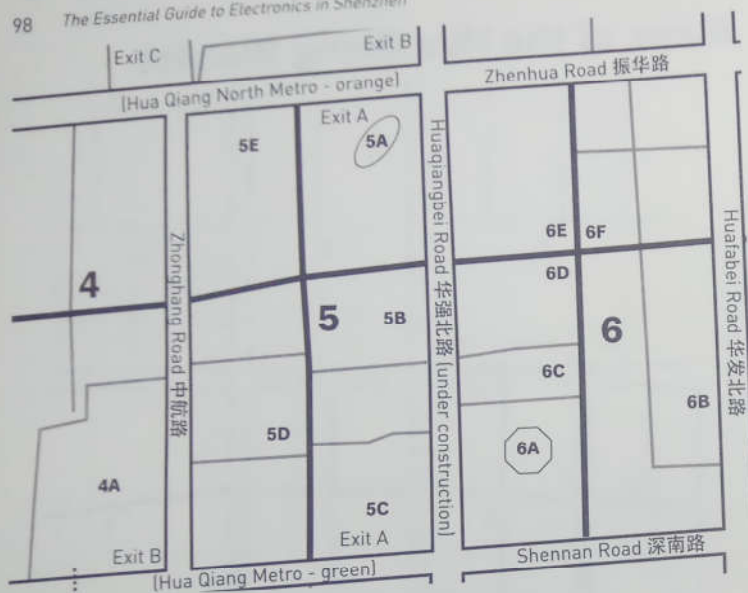 98 The Essential Guide to Electronics in Shenzhen
Exit C
Exit B
(Hua Qiang North Metro - orange)
Zhenhua Road 振华路
5E
Exit A
5A
Zhonghang Road 中航路
Huaqiangbei Road 华强北路 (under construction)
Huafabei Road 华发北路
6E
6F
4
5
5B
6D
6
6C
6B
5D
6A
4A
5C
Exit B
Exit A
(Hua Qiang Metro - green)
Shennan Road 深南路